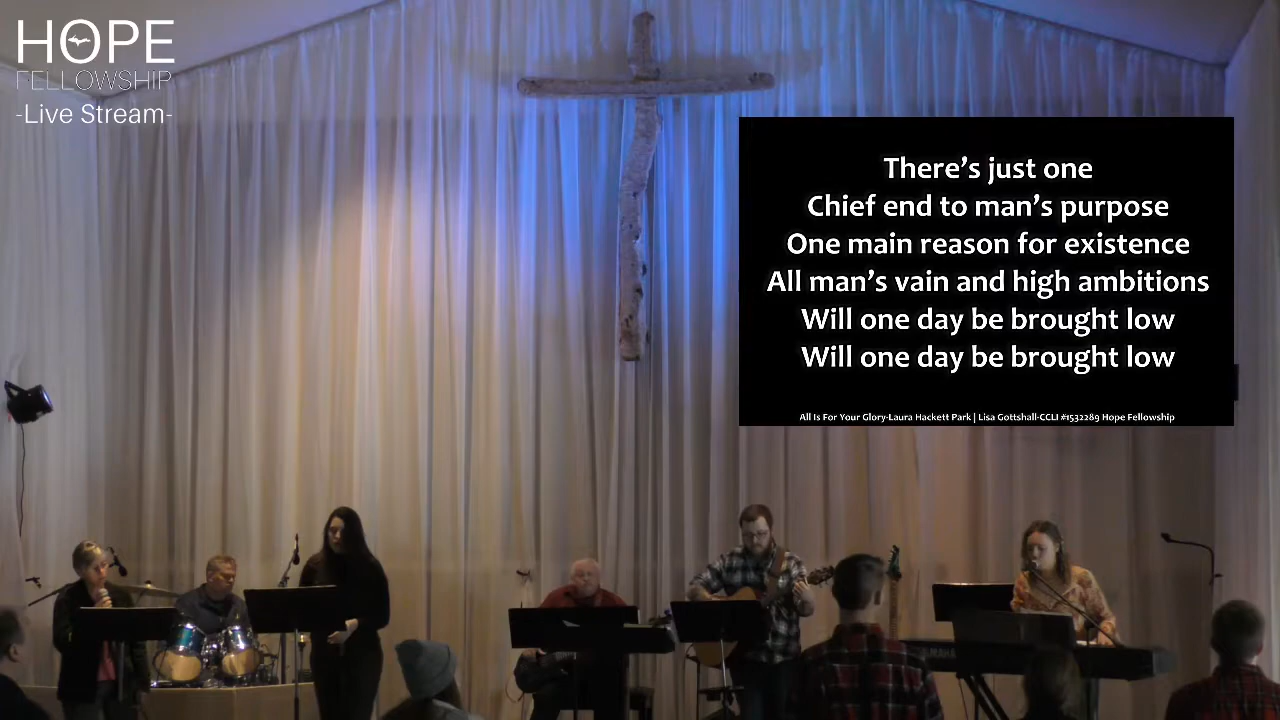 HOPE
FELLOWSHIP
-Live Stream-
There's just one
Chief end to man's purpose
One main reason for existence
All man's vain and high ambitions
Will one day be brought low
Will one day be brought low
All Is For Your Glory-Laura Hackett Park | Lisa Gottshall-CCLI #1532289 Hope Fellowship
YAMAHA